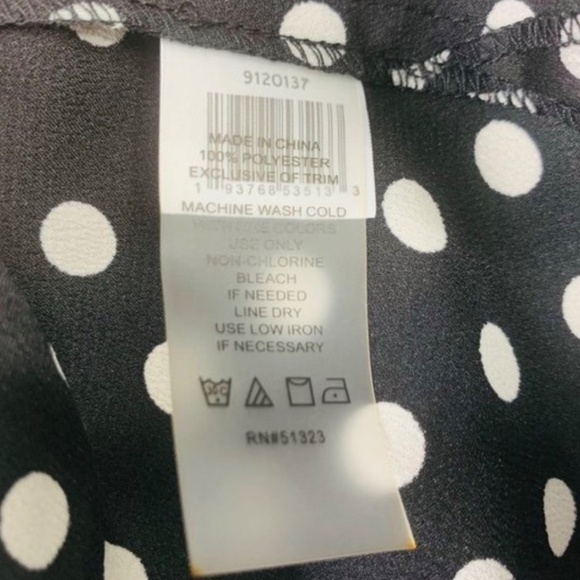 9120137
MADE IN CHINA
100% POLYESTER
EXCLUSIVE OF TRIM
1 93768 53513 3
MACHINE WASH COLD
WITH LIKE COLORS
USE ONLY
NON-CHLORINE
BLEACH
IF NEEDED
LINE DRY
USE LOW IRON
IF NECESSARY
RN#51323